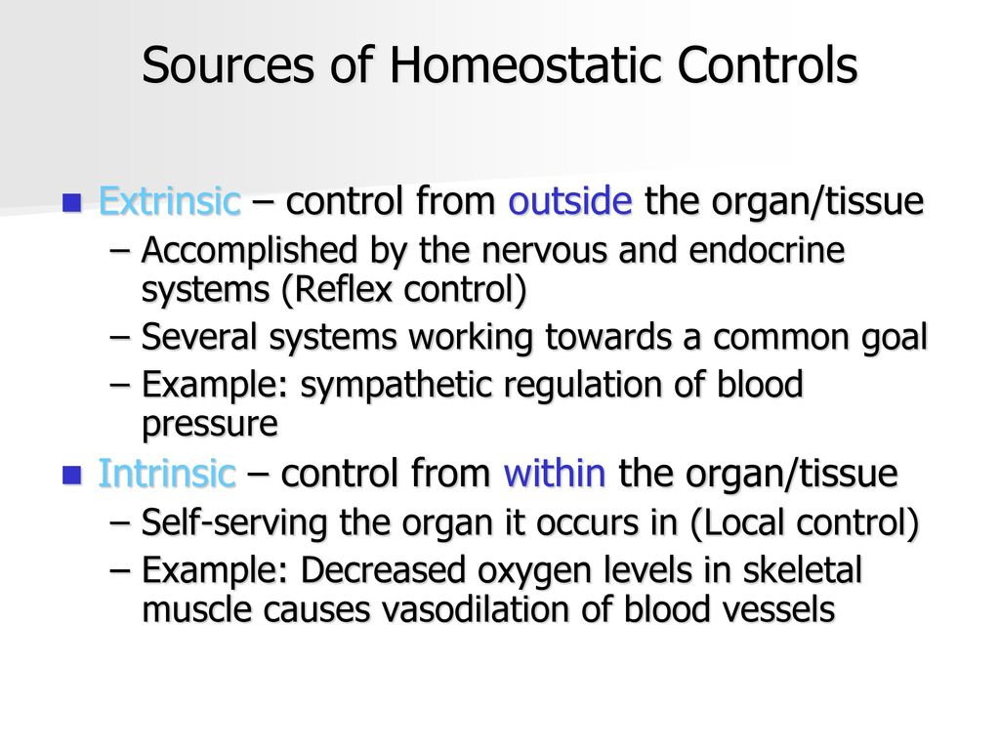 Sources of Homeostatic Controls
Extrinsic – control from outside the organ/tissue
– Accomplished by the nervous and endocrine
systems (Reflex control)
– Several systems working towards a common goal
– Example: sympathetic regulation of blood
pressure
Intrinsic – control from within the organ/tissue
– Self-serving the organ it occurs in (Local control)
– Example: Decreased oxygen levels in skeletal
muscle causes vasodilation of blood vessels